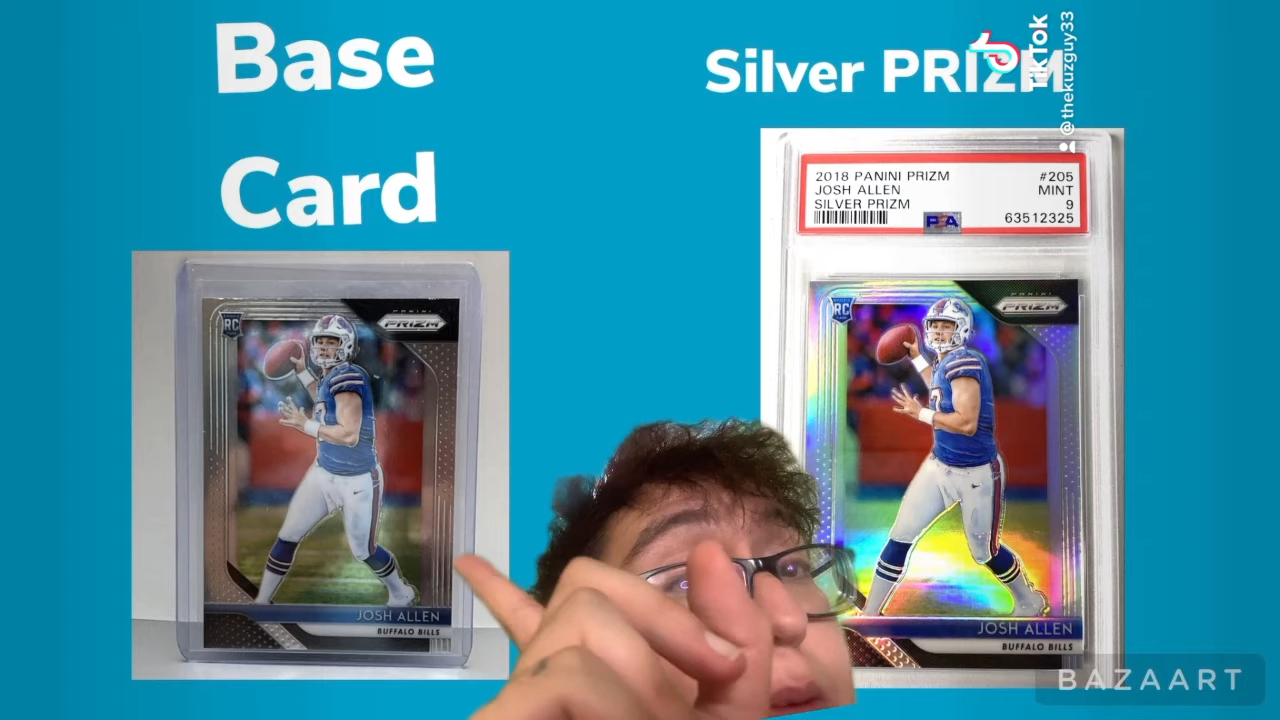 Base
Card
Silver PRIZM
TikTok
@thekuzguy33
2018 PANINI PRIZM #205
JOSH ALLEN MINT
SILVER PRIZM 9
63512325
PSA
RC
PANINI
PRIZM
JOSH ALLEN
BUFFALO BILLS
RC
PANINI
PRIZM
JOSH ALLEN
BUFFALO BILLS
BAZAART